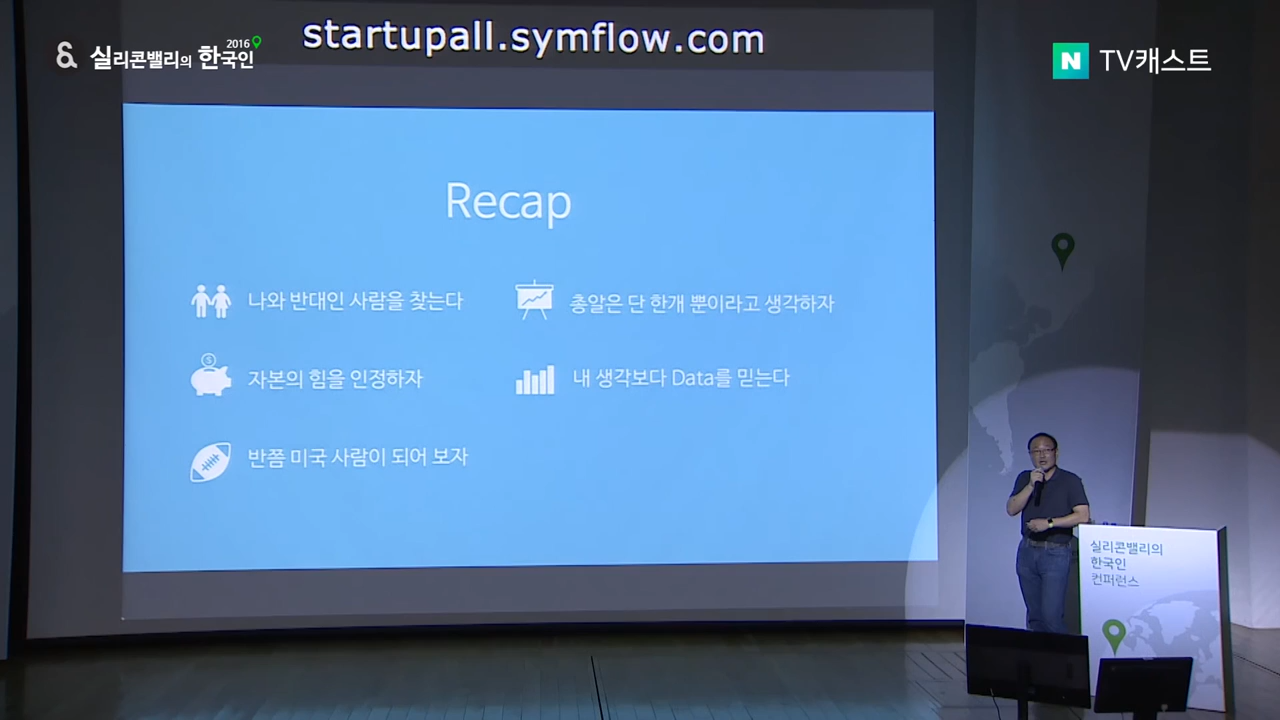 startupall.symflow.com
& 실리콘밸리의 한국인 2016
N TV캐스트
Recap
나와 반대인 사람을 찾는다
총알은 단 한개 뿐이라고 생각하자
자본의 힘을 인정하자
내 생각보다 Data를 믿는다
반쯤 미국 사람이 되어 보자
실리콘밸리의
한국인
컨퍼런스